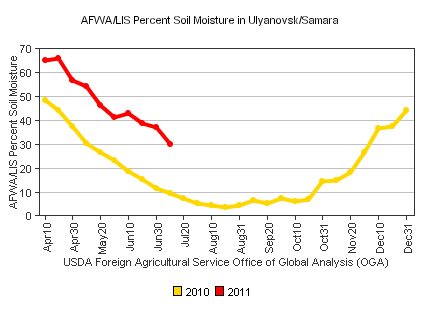 AFWA/LIS Percent Soil Moisture in Ulyanovsk/Samara
AFWA/LIS Percent Soil Moisture
70
60
50
40
30
20
10
0
Apr10 Apr30 May20 Jun10 Jun30 Jul20 Aug10 Aug31 Sep20 Oct10 Oct31 Nov20 Dec10 Dec31
USDA Foreign Agricultural Service Office of Global Analysis (OGA)
2010 2011